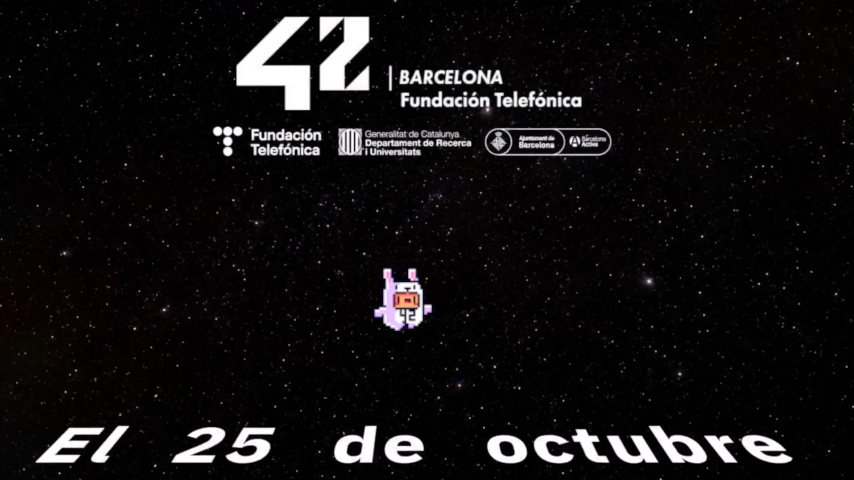 42
BARCELONA
Fundación Telefónica
Fundación
Telefónica
Generalitat de Catalunya
Departament de Recerca
i Universitats
Ajuntament de
Barcelona
Barcelona
Activa
42
El 25 de octubre